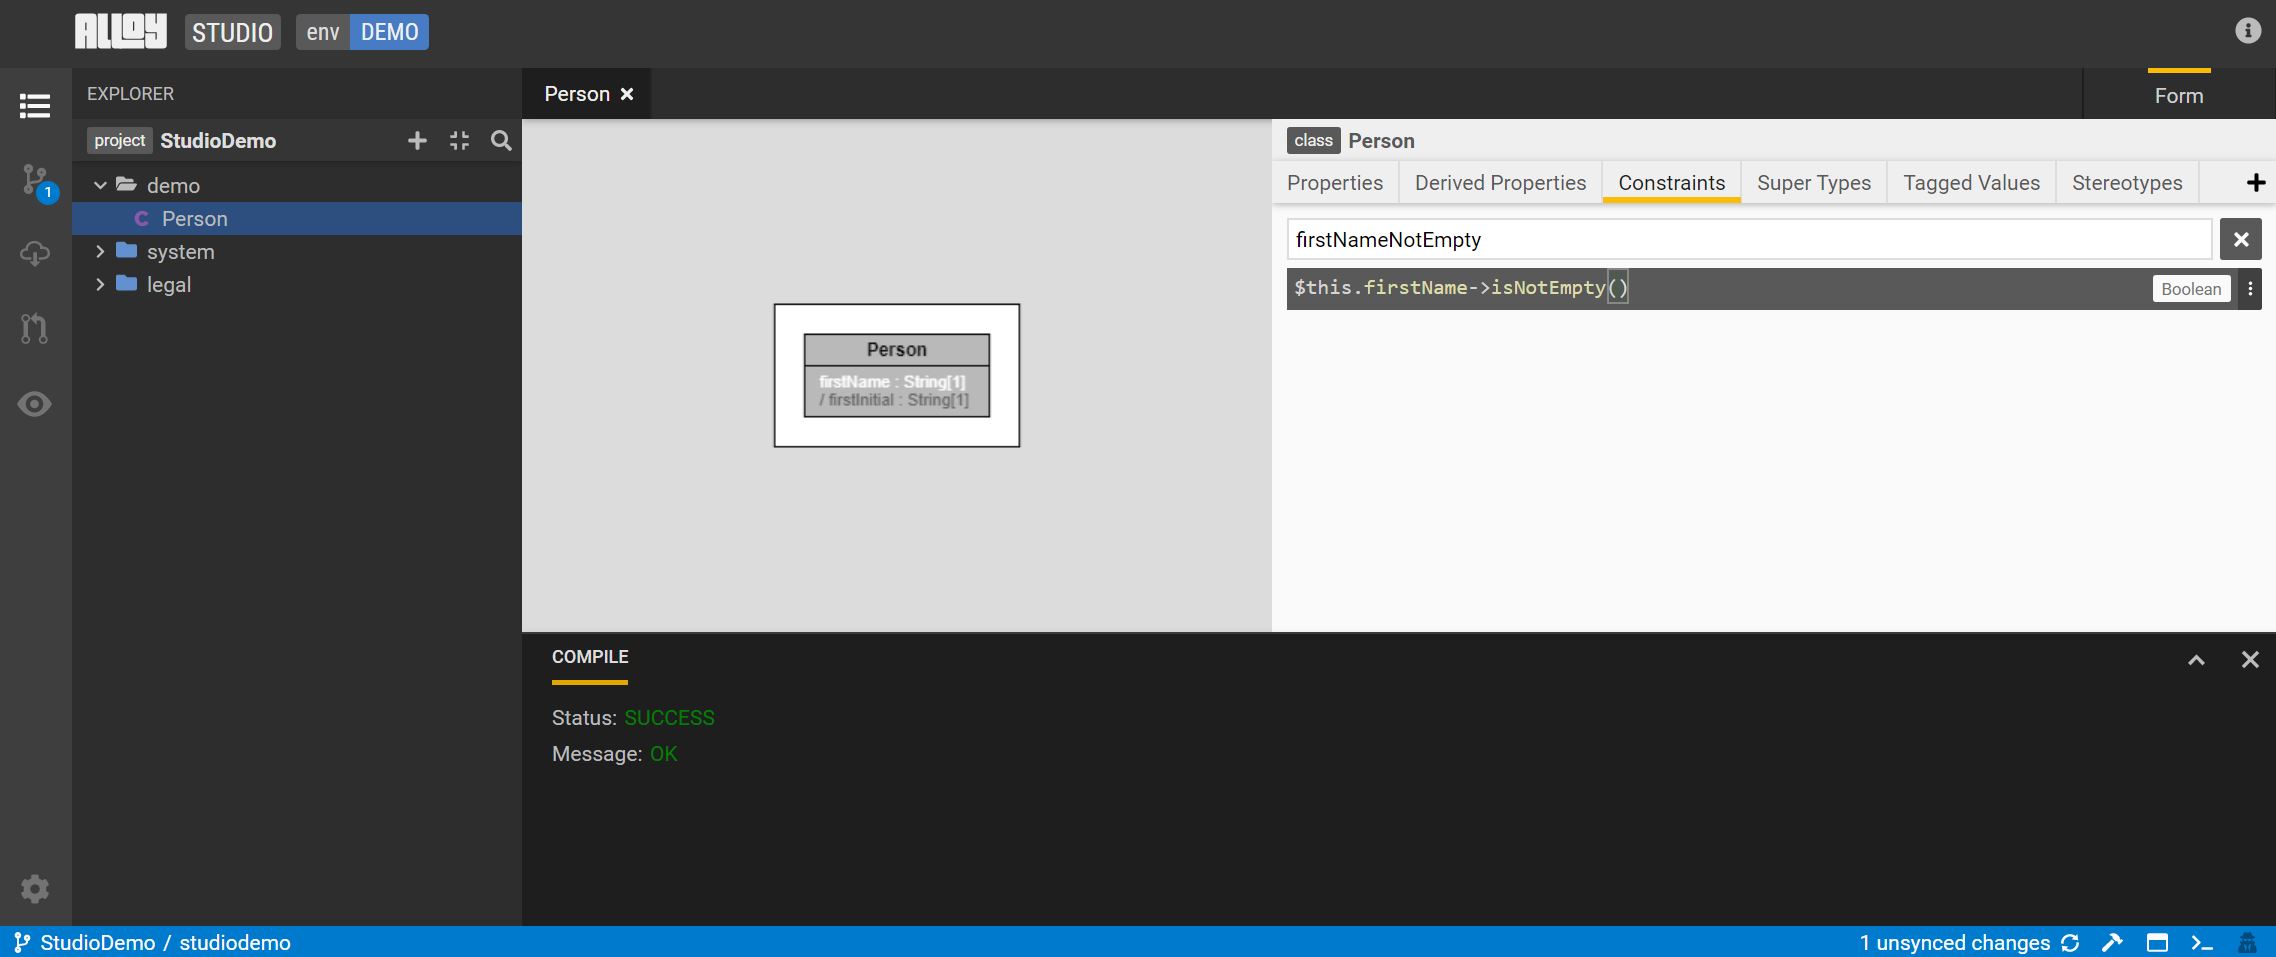 ALLOY STUDIO env DEMO
EXPLORER
project StudioDemo
demo
C Person
system
legal
1
Person
Form
class Person
Properties Derived Properties Constraints Super Types Tagged Values Stereotypes
firstNameNotEmpty
$this.firstName->isNotEmpty() Boolean
Person
firstName : String[1]
/ firstInitial : String[1]
COMPILE
Status: SUCCESS
Message: OK
StudioDemo / studiodemo 1 unsynced changes